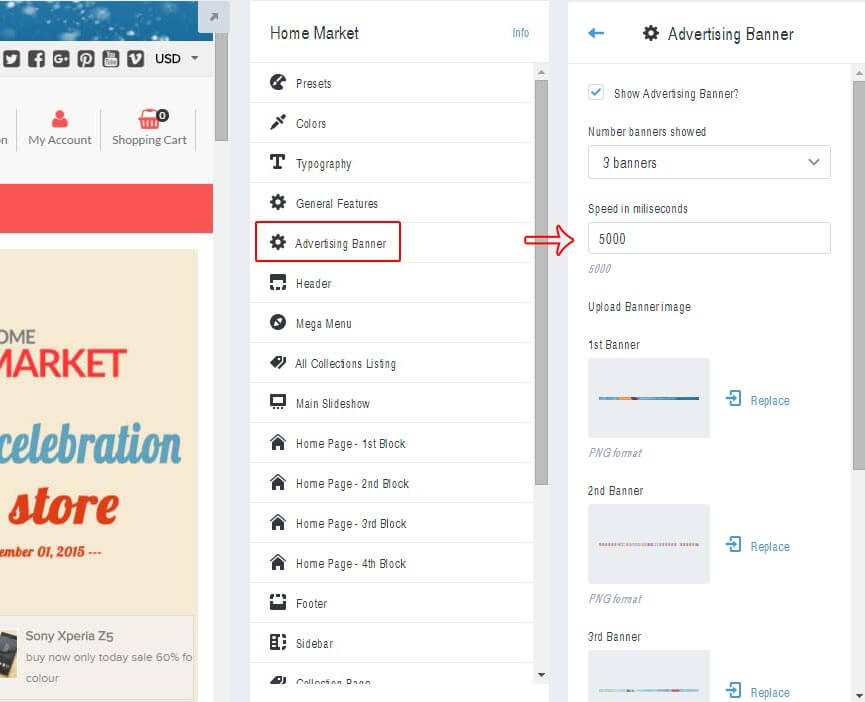 USD
0
My Account
Shopping Cart
MARKET
celebration
store
01, 2015 ---
Sony Xperia Z5
buy now only today sale 60% fo
colour
Home Market
Info
Presets
Colors
Typography
General Features
Advertising Banner
Header
Mega Menu
All Collections Listing
Main Slideshow
Home Page - 1st Block
Home Page - 2nd Block
Home Page - 3rd Block
Home Page - 4th Block
Footer
Sidebar
Collection Page
Advertising Banner
Show Advertising Banner?
Number banners showed
3 banners
Speed in miliseconds
5000
5000
Upload Banner image
1st Banner
Replace
PNG format
2nd Banner
Replace
PNG format
3rd Banner
Replace